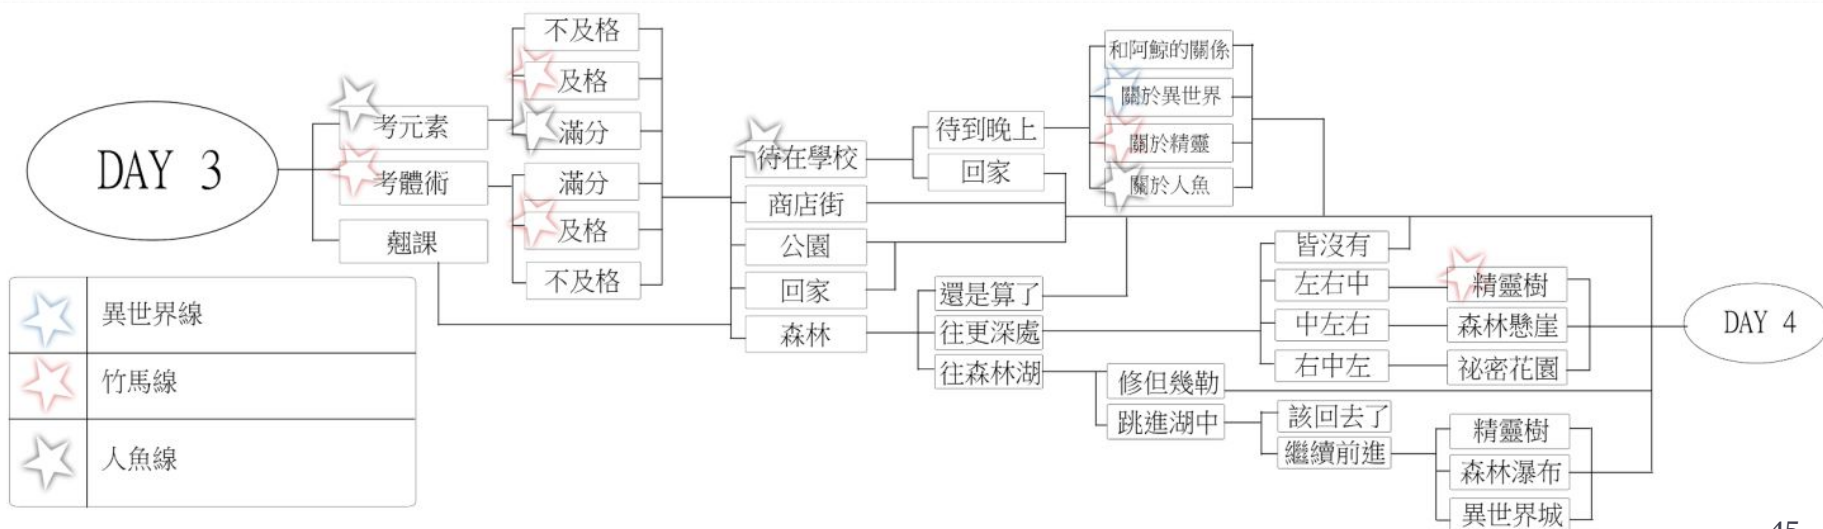 DAY 3
考元素
考體術
翹課
不及格
及格
滿分
滿分
及格
不及格
待在學校
商店街
公園
回家
森林
待到晚上
回家
還是算了
往更深處
往森林湖
和阿鯨的關係
關於異世界
關於精靈
關於人魚
修但幾勒
跳進湖中
皆沒有
左右中
中左右
右中左
該回去了
繼續前進
精靈樹
森林懸崖
祕密花園
精靈樹
森林瀑布
異世界城
DAY 4
異世界線
竹馬線
人魚線